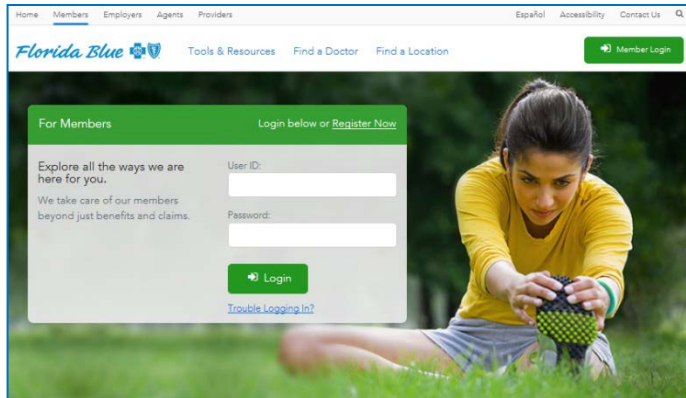 Home Members Employers Agents Providers Español Accessibility Contact Us
Florida Blue Tools & Resources Find a Doctor Find a Location Member Login
For Members Login below or Register Now
Explore all the ways we are
here for you.
We take care of our members
beyond just benefits and claims.
User ID:
Password:
Login
Trouble Logging In?